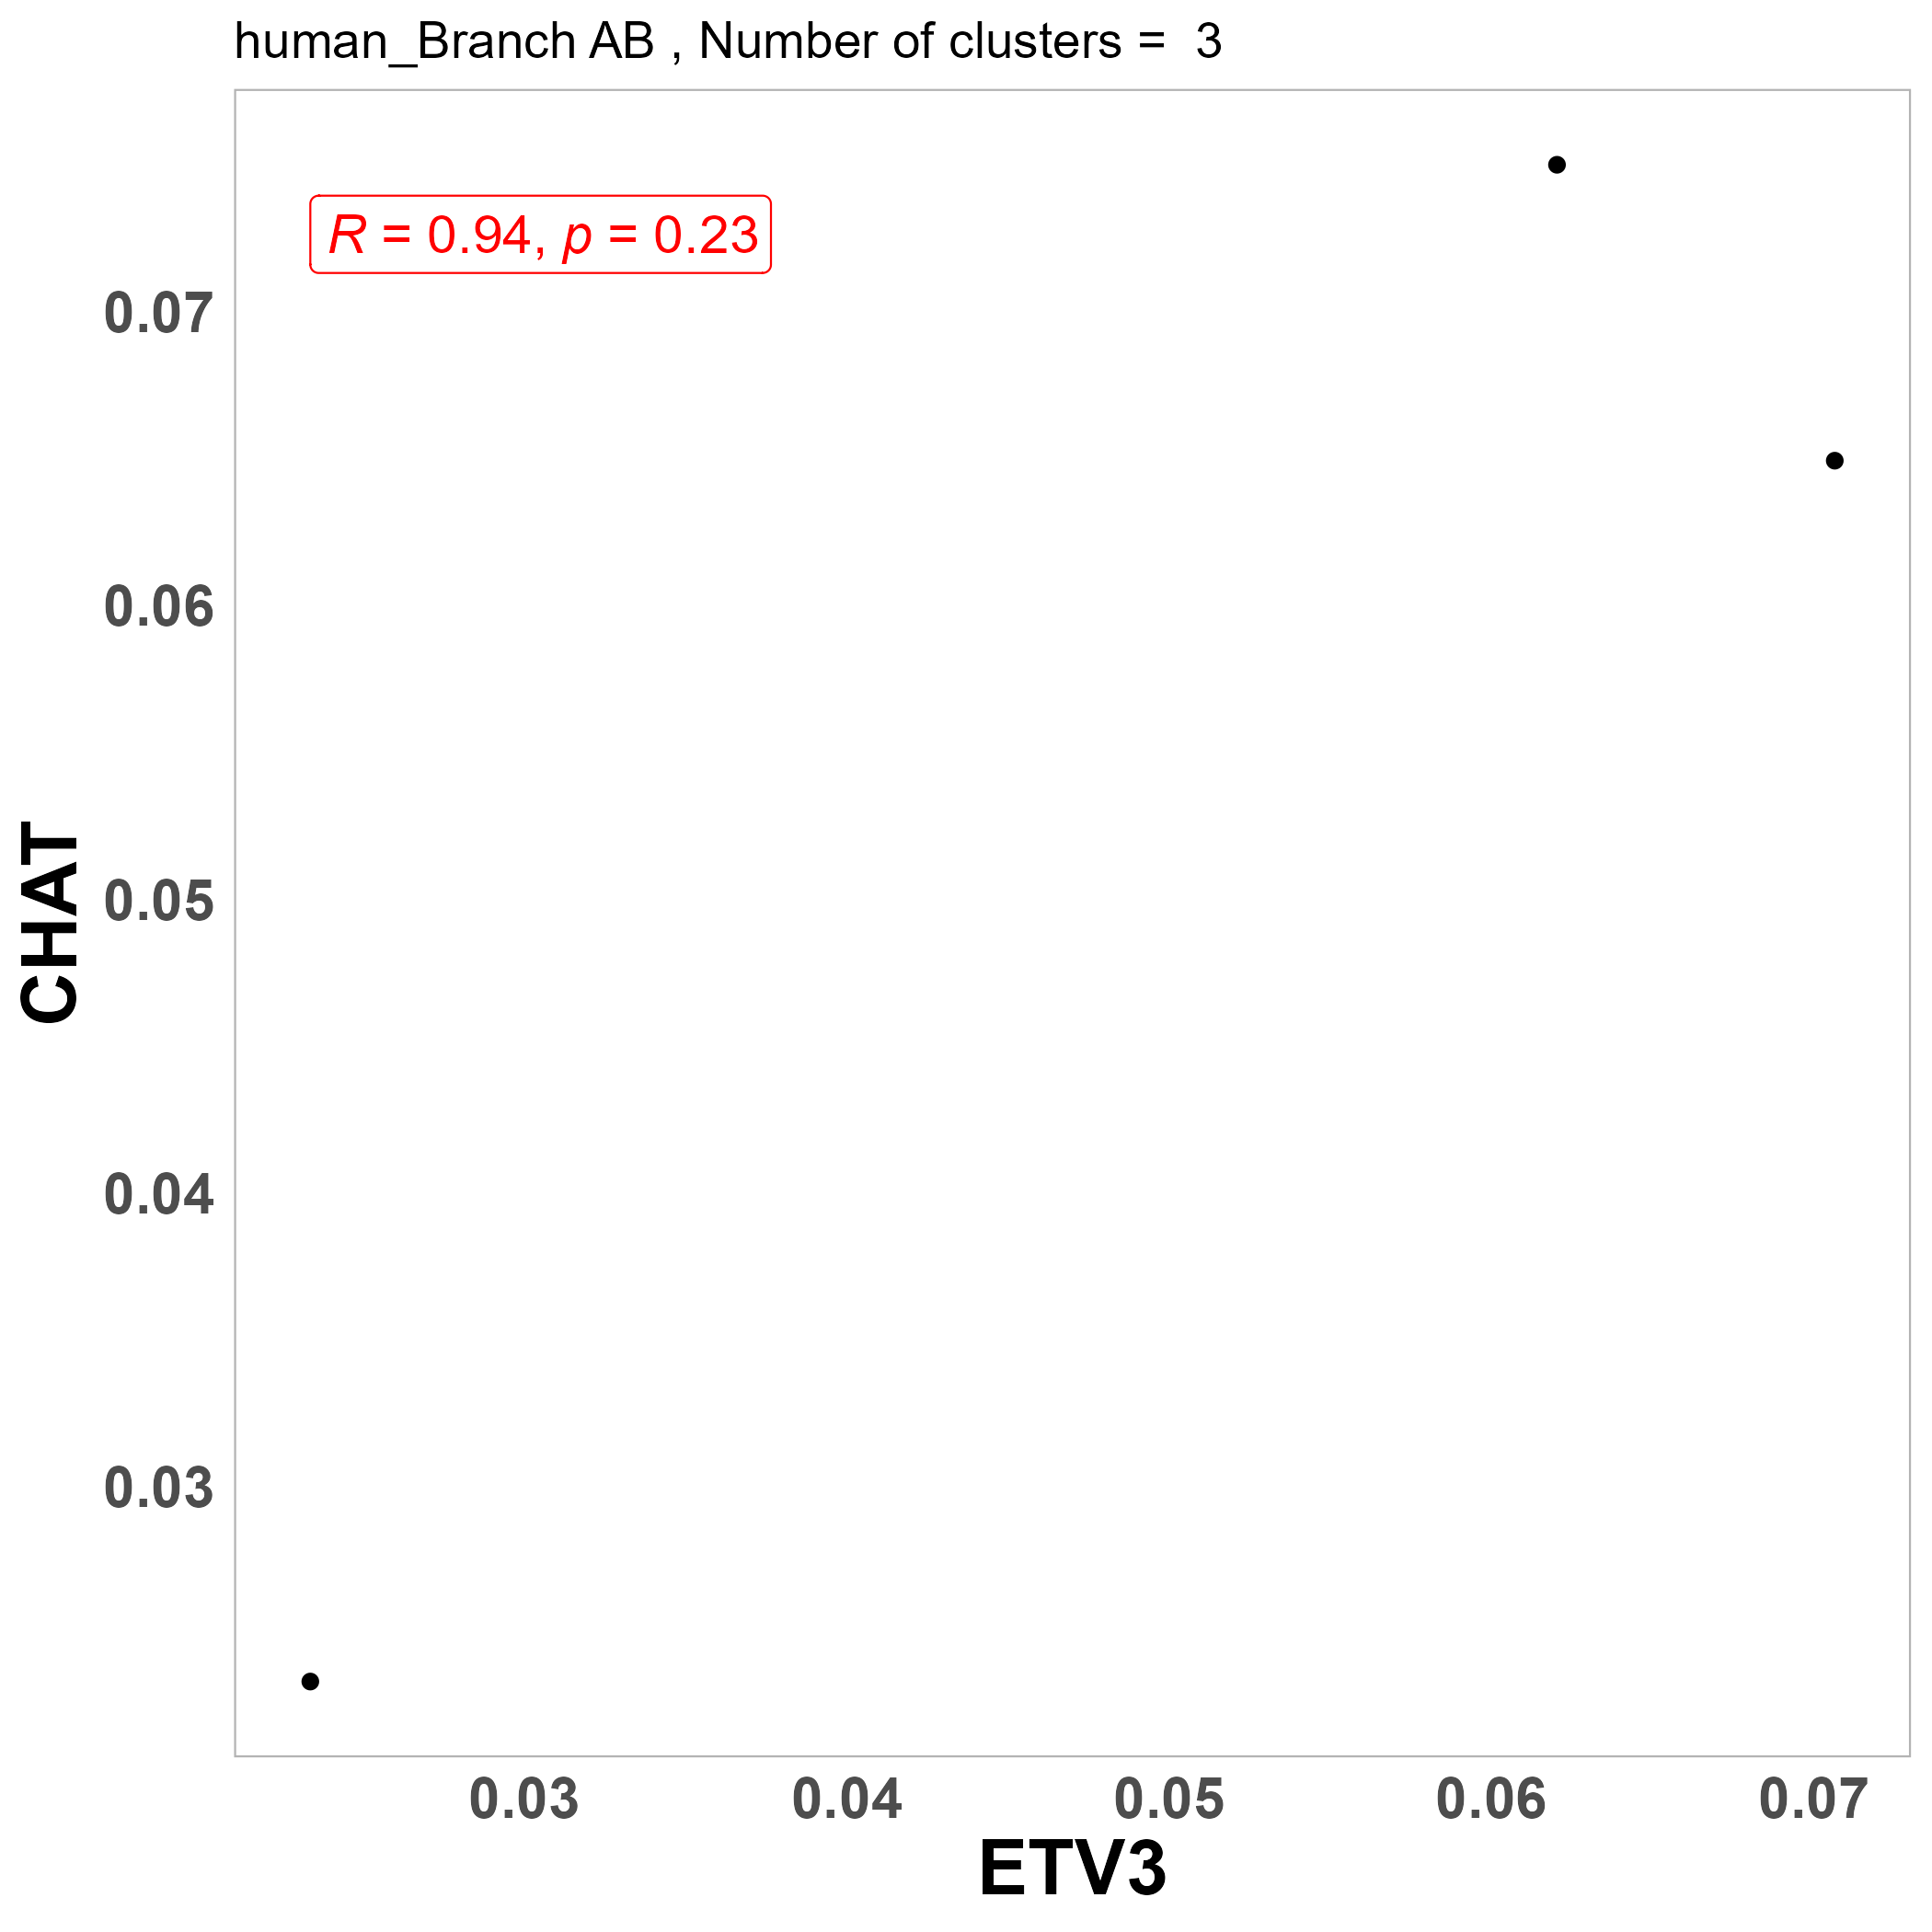 human_Branch AB , Number of clusters =  3
R = 0.94, p = 0.23
0.07
0.06
0.05
0.04
0.03
CHAT
0.03 0.04 0.05 0.06 0.07
ETV3